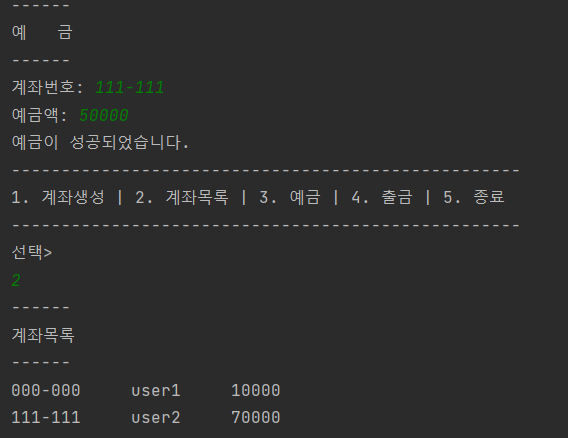 ------
예   금
------
계좌번호: 111-111
예금액: 50000
예금이 성공되었습니다.
---------------------------------------------------
1. 계좌생성 | 2. 계좌목록 | 3. 예금 | 4. 출금 | 5. 종료
---------------------------------------------------
선택>
2
------
계좌목록
------
000-000     user1     10000
111-111     user2     70000